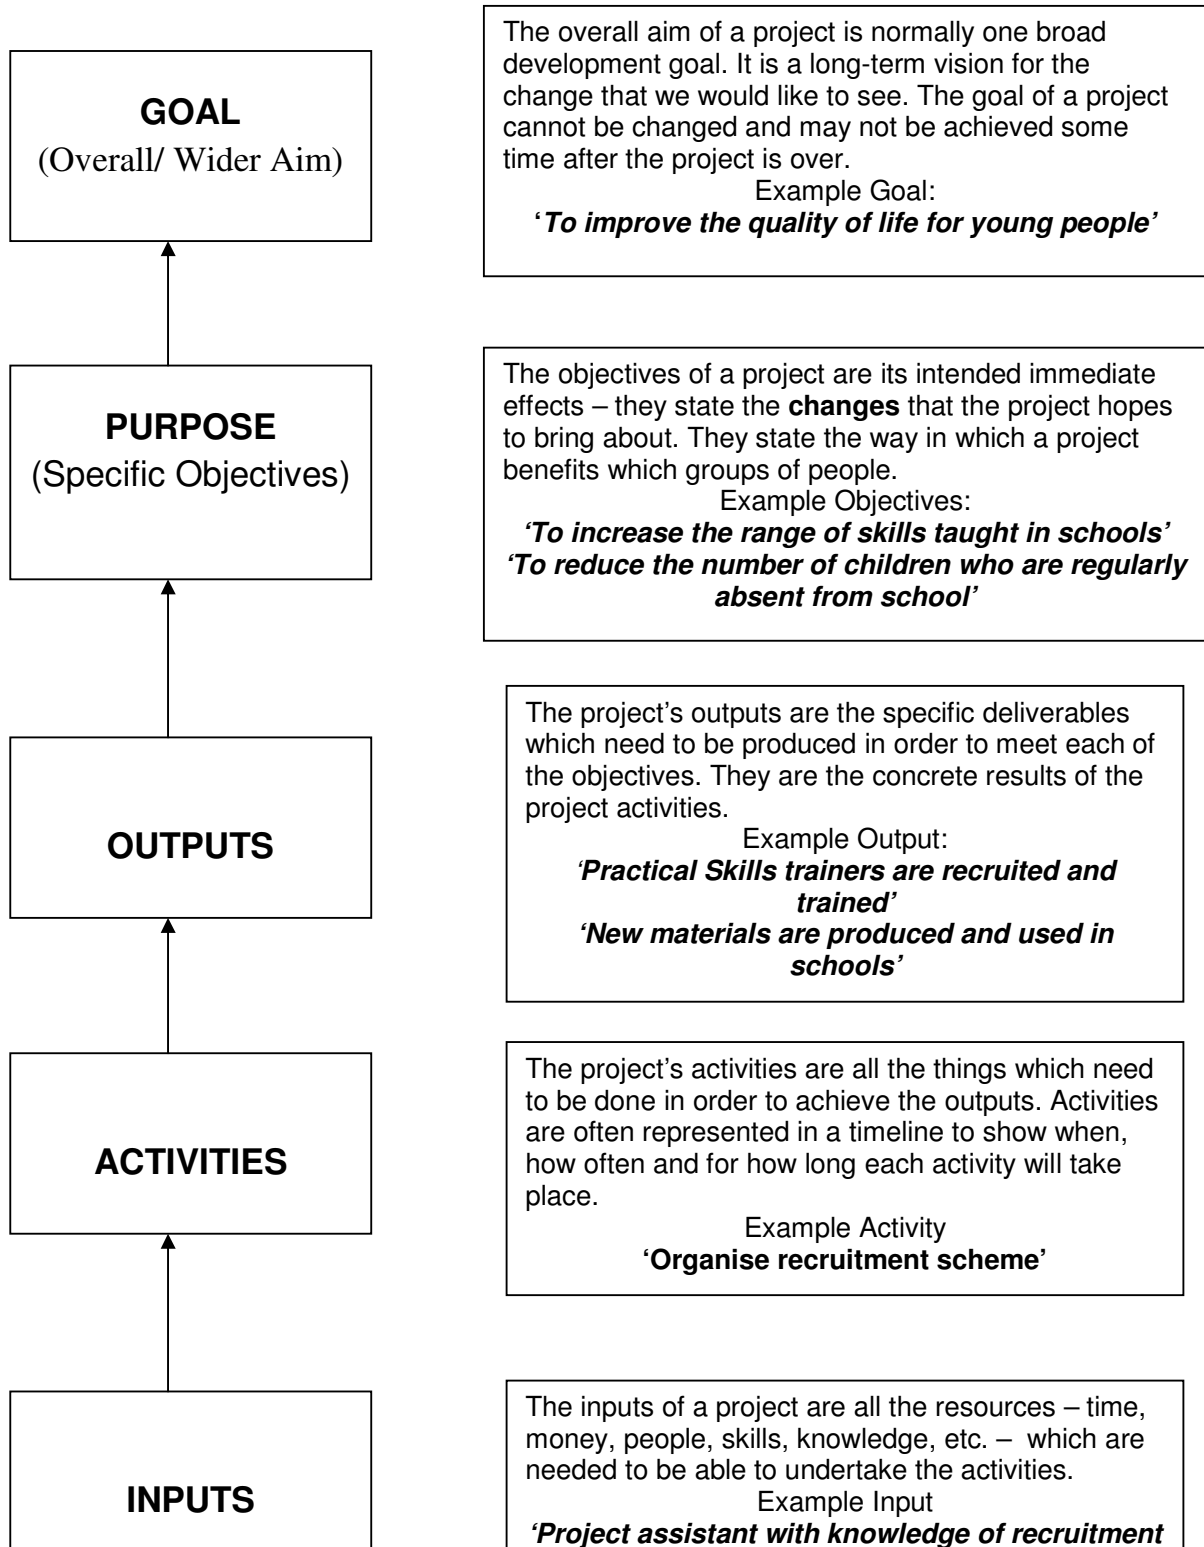 GOAL
(Overall/ Wider Aim)
The overall aim of a project is normally one broad
development goal. It is a long-term vision for the
change that we would like to see. The goal of a project
cannot be changed and may not be achieved some
time after the project is over.
Example Goal:
‘To improve the quality of life for young people’
PURPOSE
(Specific Objectives)
The objectives of a project are its intended immediate
effects – they state the changes that the project hopes
to bring about. They state the way in which a project
benefits which groups of people.
Example Objectives:
‘To increase the range of skills taught in schools’
‘To reduce the number of children who are regularly
absent from school’
OUTPUTS
The project’s outputs are the specific deliverables
which need to be produced in order to meet each of
the objectives. They are the concrete results of the
project activities.
Example Output:
‘Practical Skills trainers are recruited and
trained’
‘New materials are produced and used in
schools’
ACTIVITIES
The project’s activities are all the things which need
to be done in order to achieve the outputs. Activities
are often represented in a timeline to show when,
how often and for how long each activity will take
place.
Example Activity
‘Organise recruitment scheme’
INPUTS
The inputs of a project are all the resources – time,
money, people, skills, knowledge, etc. – which are
needed to be able to undertake the activities.
Example Input
‘Project assistant with knowledge of recruitment